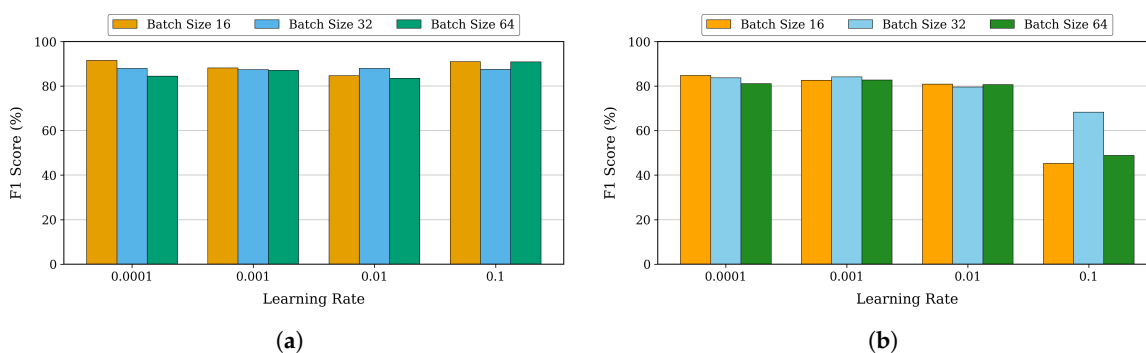 Batch Size 16 Batch Size 32 Batch Size 64
100
80
60
40
20
0
F1 Score (%)
0.0001 0.001 0.01 0.1
Learning Rate
(a)
Batch Size 16 Batch Size 32 Batch Size 64
100
80
60
40
20
0
F1 Score (%)
0.0001 0.001 0.01 0.1
Learning Rate
(b)